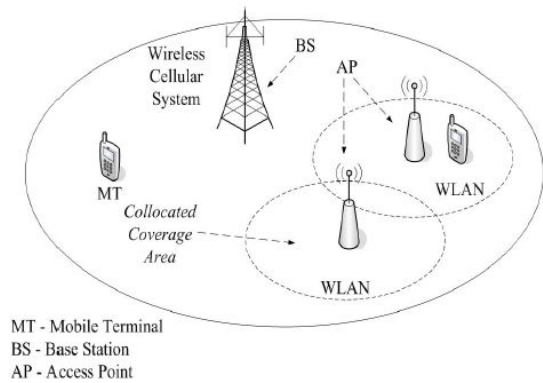 Wireless
Cellular
System
BS
AP
MT
WLAN
Collocated
Coverage
Area
WLAN
MT - Mobile Terminal
BS - Base Station
AP - Access Point